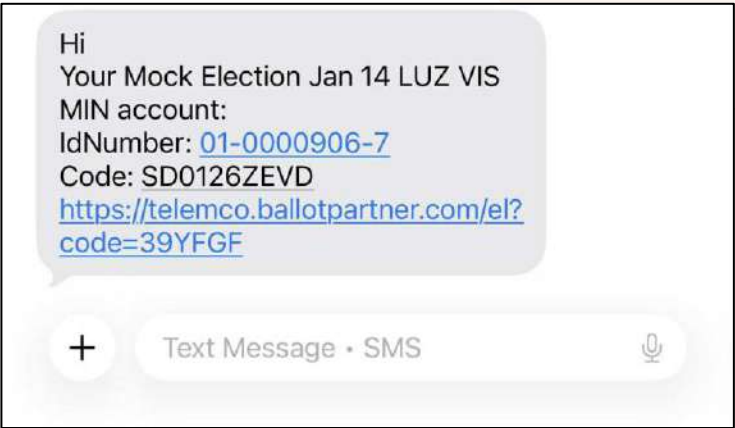 Hi
Your Mock Election Jan 14 LUZ VIS
MIN account:
IdNumber: 01-0000906-7
Code: SD0126ZEVD
https://telemco.ballotpartner.com/el?
code=39YFGF
+ Text Message • SMS